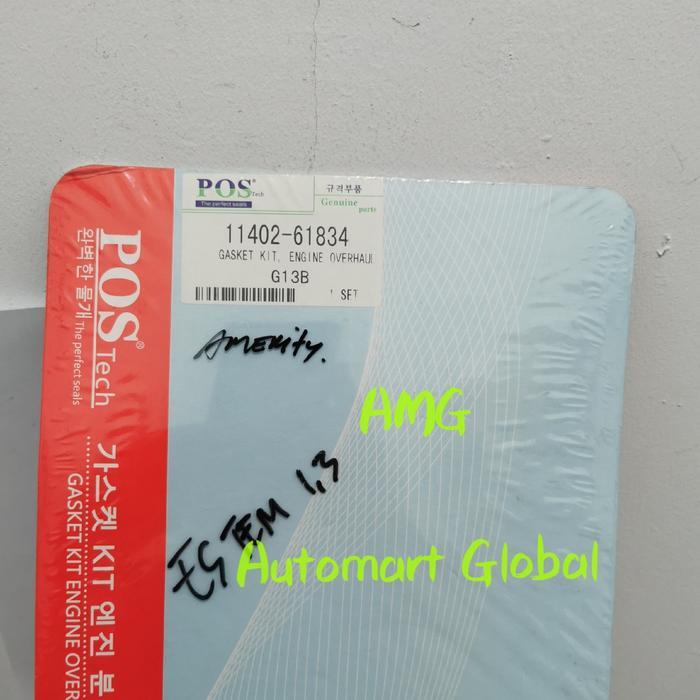 POS® Tech
The perfect seals
규격부품
Genuine parts
11402-61834
GASKET KIT, ENGINE OVERHAUL
G13B
1 SET
POS® Tech
완벽한 물개 The perfect seals
가스켓 KIT 엔진 분
GASKET KIT ENGINE OVER
AMENITY.
AMG
ESTEEM 1,3
Automart Global